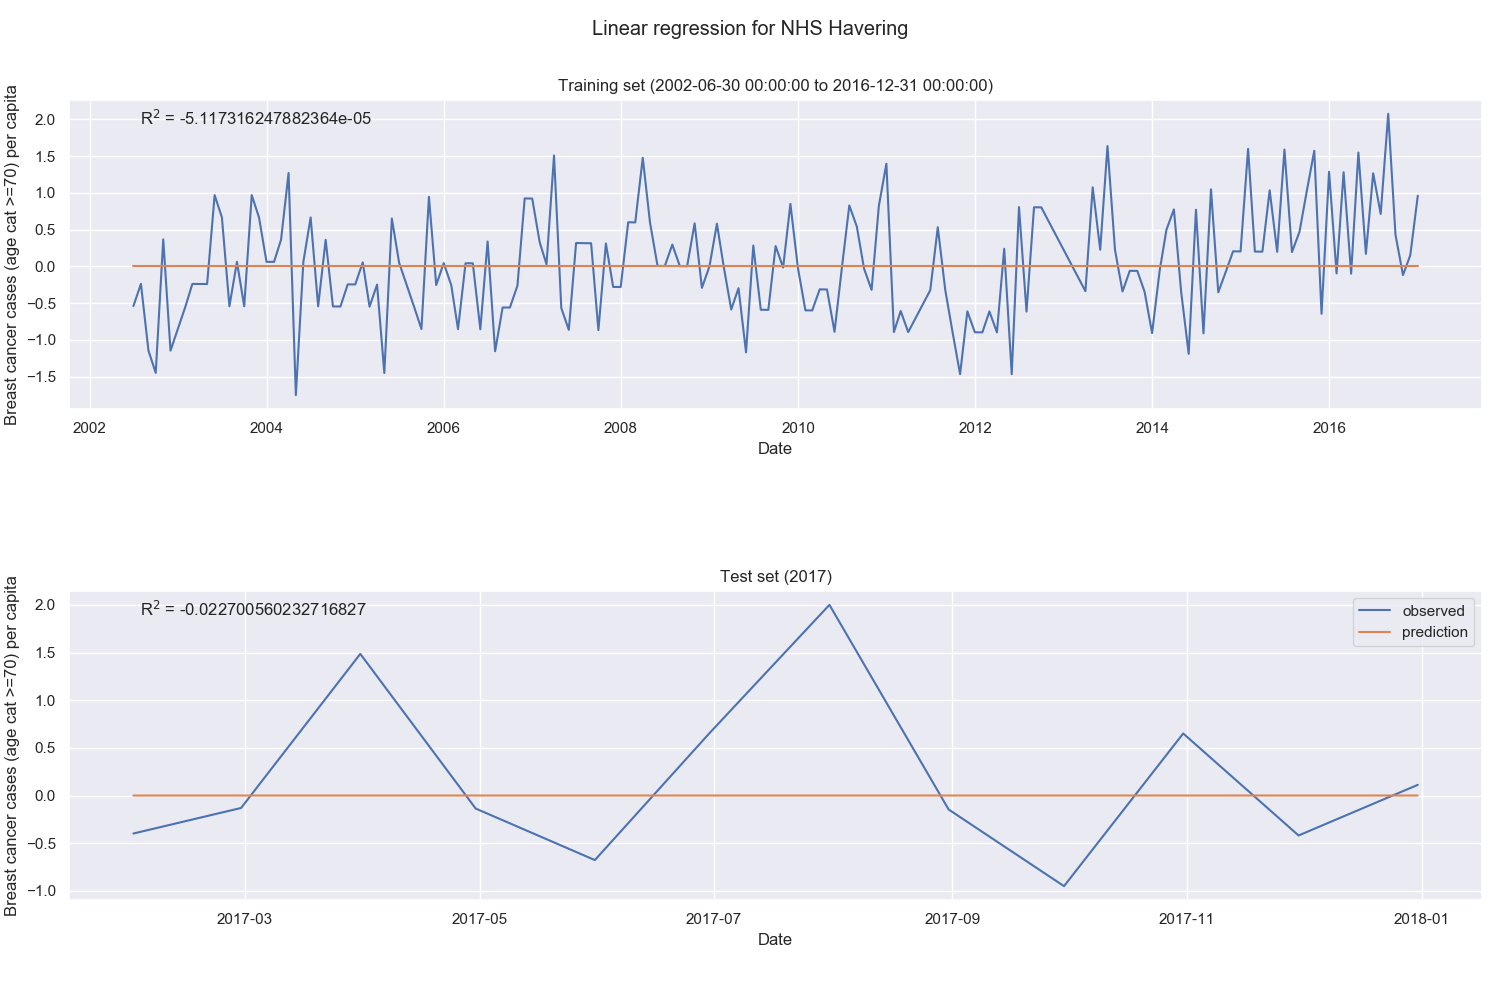 Linear regression for NHS Havering
Training set (2002-06-30 00:00:00 to 2016-12-31 00:00:00)
Breast cancer cases (age cat >=70) per capita
R² = -5.117316247882364e-05
2.0
1.5
1.0
0.5
0.0
−0.5
−1.0
−1.5
2002 2004 2006 2008 2010 2012 2014 2016
Date
Test set (2017)
Breast cancer cases (age cat >=70) per capita
R² = -0.022700560232716827
observed
prediction
2.0
1.5
1.0
0.5
0.0
−0.5
−1.0
2017-03 2017-05 2017-07 2017-09 2017-11 2018-01
Date